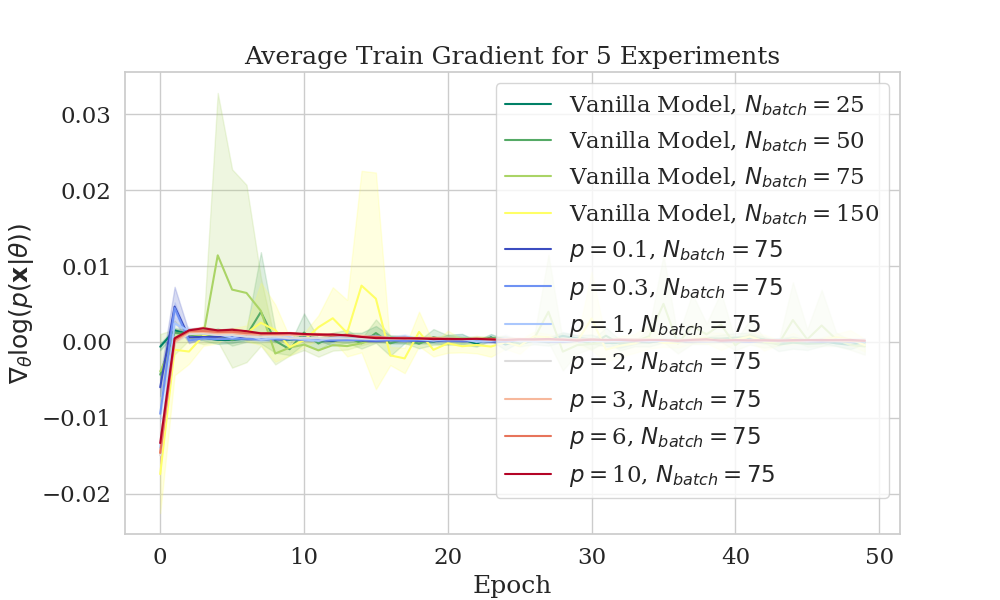 Average Train Gradient for 5 Experiments
∇θlog(p(x|θ))
0.03
0.02
0.01
0.00
−0.01
−0.02
Vanilla Model, N_batch = 25
Vanilla Model, N_batch = 50
Vanilla Model, N_batch = 75
Vanilla Model, N_batch = 150
p = 0.1, N_batch = 75
p = 0.3, N_batch = 75
p = 1, N_batch = 75
p = 2, N_batch = 75
p = 3, N_batch = 75
p = 6, N_batch = 75
p = 10, N_batch = 75
0 10 20 30 40 50
Epoch